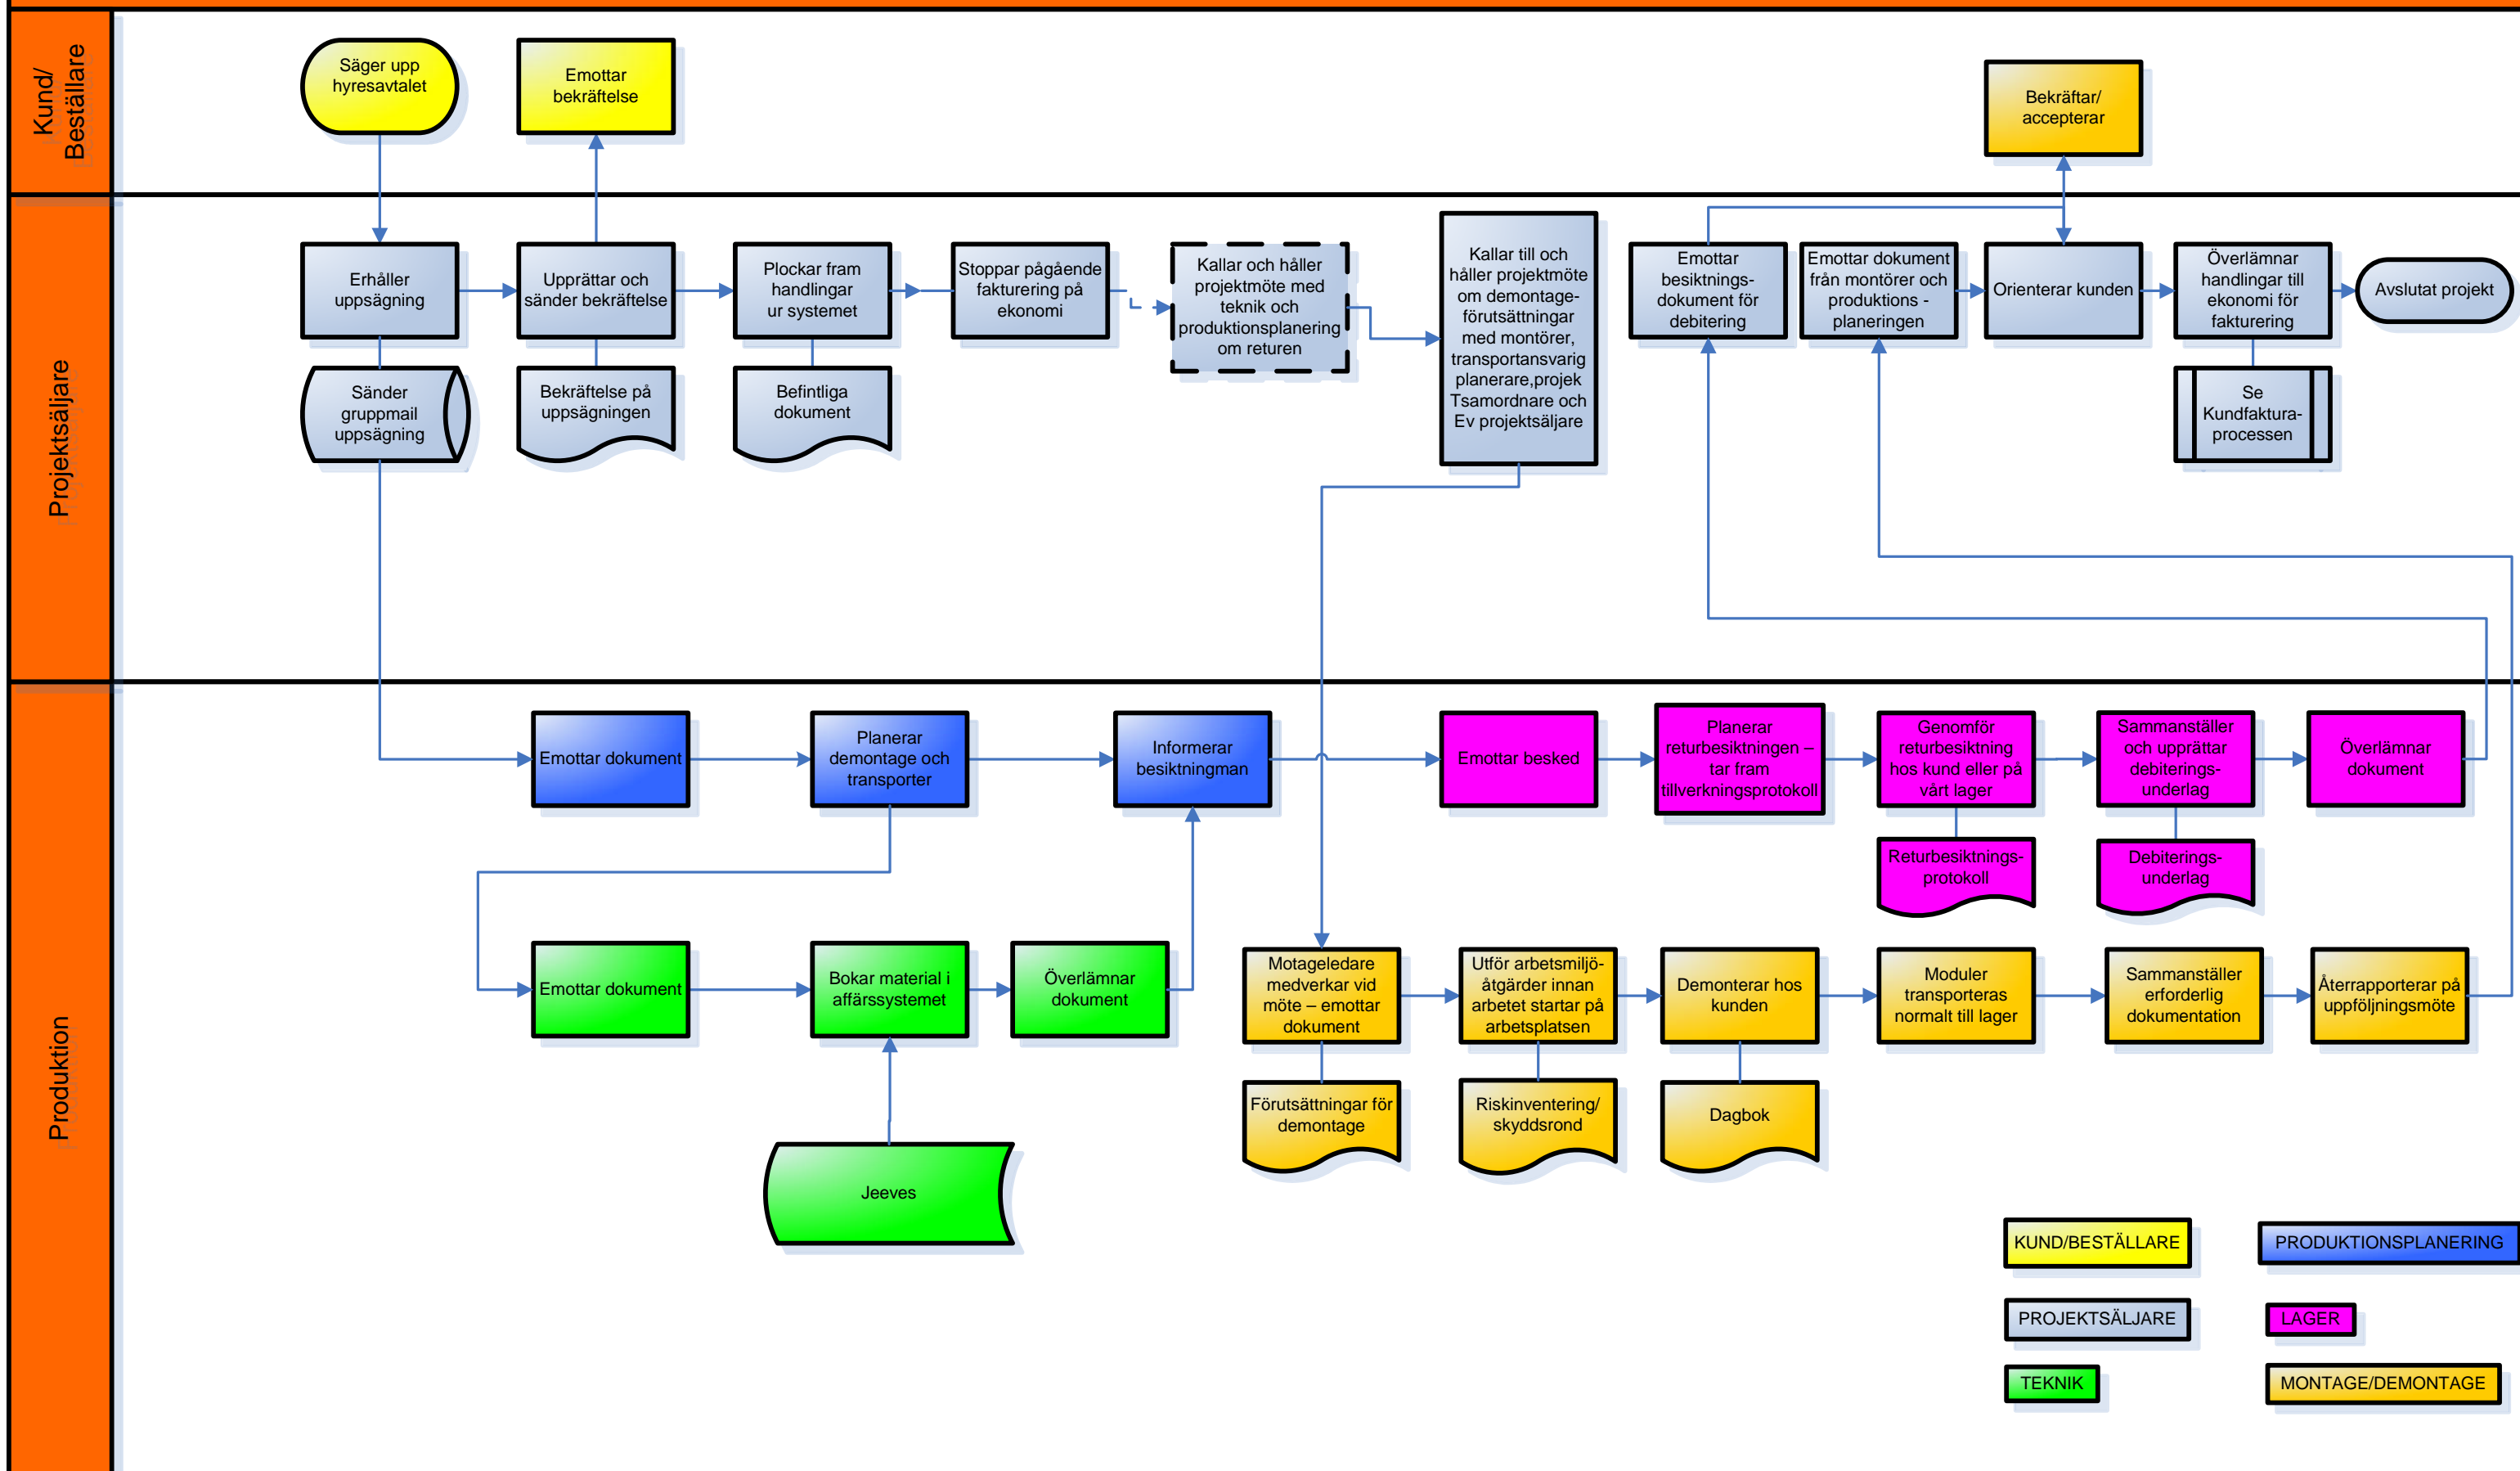 Kund/
Beställare
Säger upp
hyresavtalet
Emottar
bekräftelse
Bekräftar/
accepterar
Projektsäljare
Erhåller
uppsägning
Upprättar och
sänder bekräftelse
Plockar fram
handlingar
ur systemet
Stoppar pågående
fakturering på
ekonomi
Kallar och håller
projektmöte med
teknik och
produktionsplanering
om returen
Kallar till och
håller projektmöte
om demontage-
förutsättningar
med montörer,
transportansvarig
planerare,projek
Tsamordnare och
Ev projektsäljare
Emottar
besiktnings-
dokument för
debitering
Emottar dokument
från montörer och
produktions -
planeringen
Orienterar kunden
Överlämnar
handlingar till
ekonomi för
fakturering
Avslutat projekt
Sänder
gruppmail
uppsägning
Bekräftelse på
uppsägningen
Befintliga
dokument
Se
Kundfaktura-
processen
Produktion
Emottar dokument
Planerar
demontage och
transporter
Informerar
besiktningman
Emottar besked
Planerar
returbesiktningen –
tar fram
tillverkningsprotokoll
Genomför
returbesiktning
hos kund eller på
vårt lager
Sammanställer
och upprättar
debiterings-
underlag
Överlämnar
dokument
Returbesiktnings-
protokoll
Debiterings-
underlag
Emottar dokument
Bokar material i
affärssystemet
Överlämnar
dokument
Motageledare
medverkar vid
möte – emottar
dokument
Utför arbetsmiljö-
åtgärder innan
arbetet startar på
arbetsplatsen
Demonterar hos
kunden
Moduler
transporteras
normalt till lager
Sammanställer
erforderlig
dokumentation
Återrapporterar på
uppföljningsmöte
Förutsättningar för
demontage
Riskinventering/
skyddsrond
Dagbok
Jeeves
KUND/BESTÄLLARE
PRODUKTIONSPLANERING
PROJEKTSÄLJARE
LAGER
TEKNIK
MONTAGE/DEMONTAGE